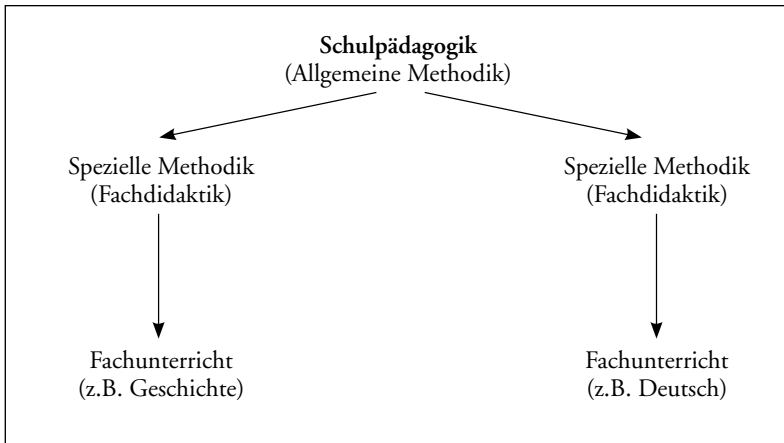 Schulpädagogik
(Allgemeine Methodik)
Spezielle Methodik
(Fachdidaktik)
Spezielle Methodik
(Fachdidaktik)
Fachunterricht
(z.B. Geschichte)
Fachunterricht
(z.B. Deutsch)